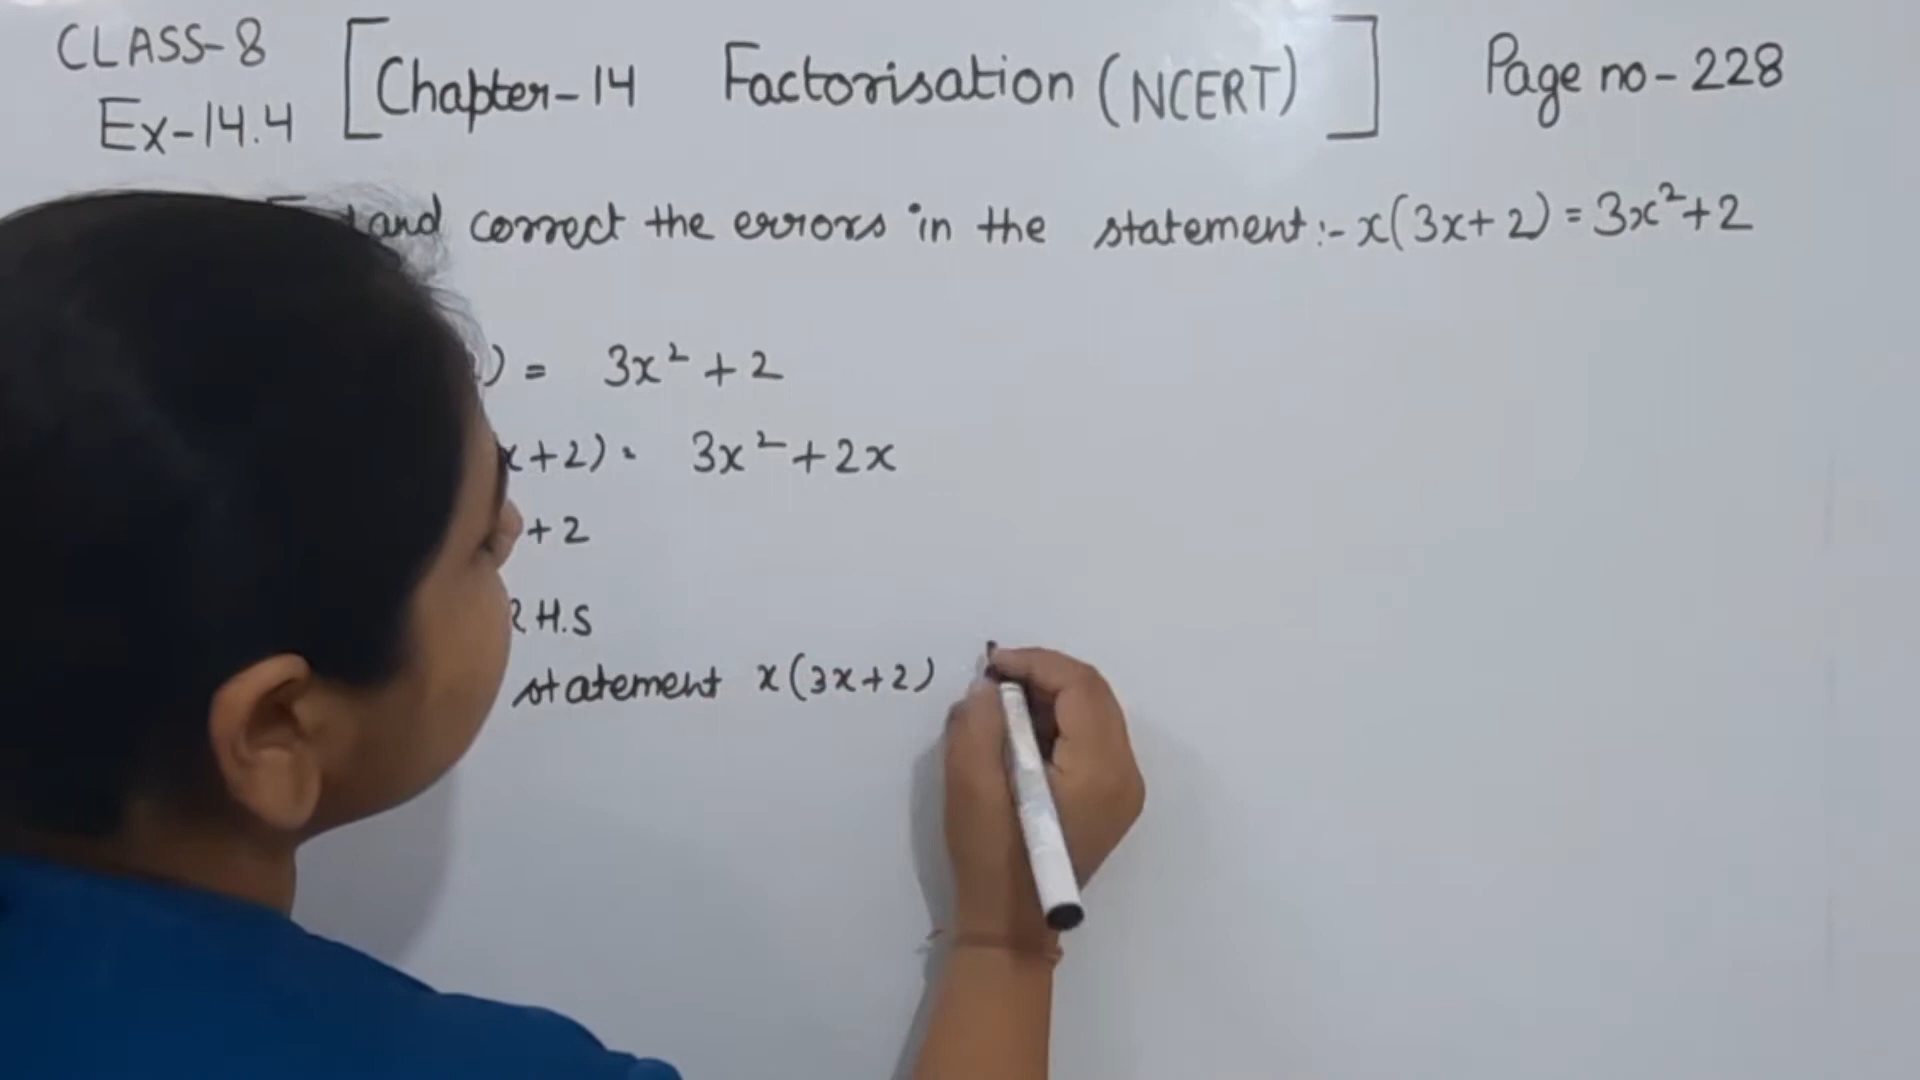 CLASS-8
Ex-14.4
[Chapter-14 Factorisation (NCERT)]
Page no-228
and correct the errors in the statement:- x(3x+2)=3x²+2
) = 3x² + 2
x+2) = 3x² + 2x
+ 2
R H.S
statement x(3x+2)